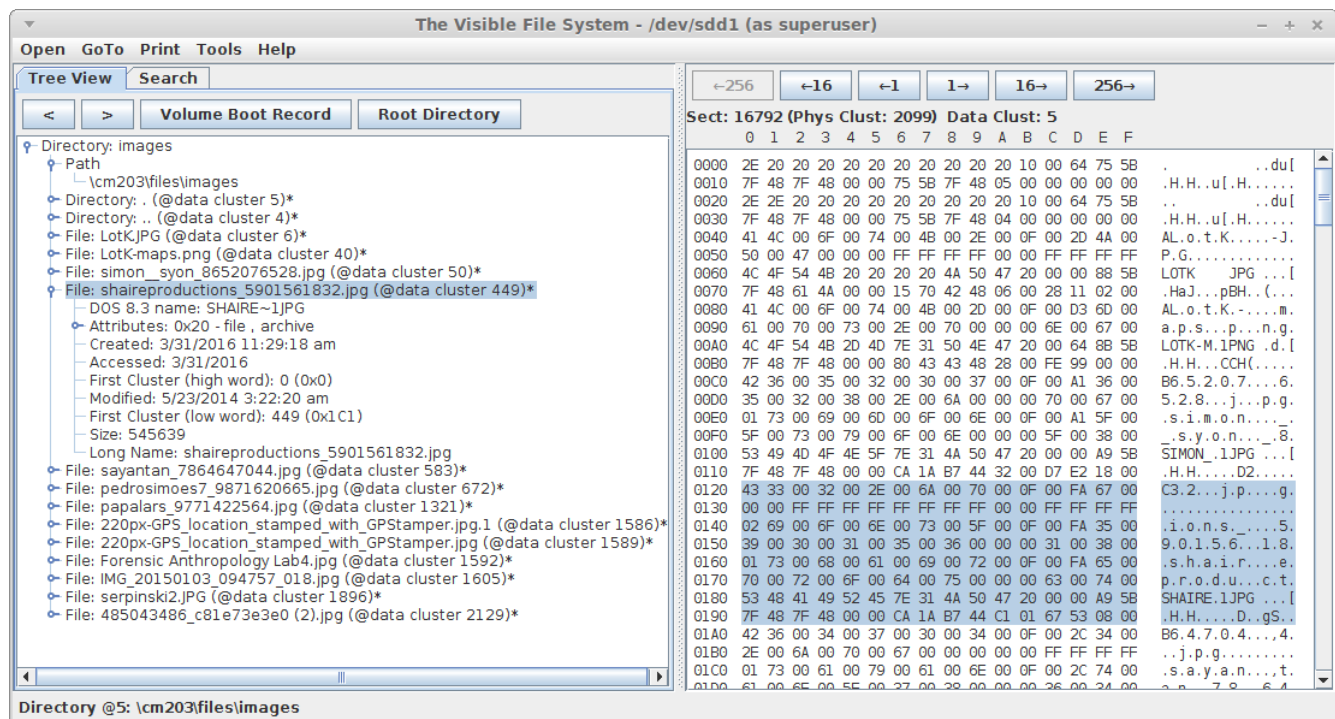 The Visible File System - /dev/sdd1 (as superuser)
Open GoTo Print Tools Help
Tree View Search
< > Volume Boot Record Root Directory
Directory: images
Path
\cm203\files\images
Directory: . (@data cluster 5)*
Directory: .. (@data cluster 4)*
File: LotK.JPG (@data cluster 6)*
File: LotK-maps.png (@data cluster 40)*
File: simon__syon_8652076528.jpg (@data cluster 50)*
File: shaireproductions_5901561832.jpg (@data cluster 449)*
DOS 8.3 name: SHAIRE~1JPG
Attributes: 0x20 - file , archive
Created: 3/31/2016 11:29:18 am
Accessed: 3/31/2016
First Cluster (high word): 0 (0x0)
Modified: 5/23/2014 3:22:20 am
First Cluster (low word): 449 (0x1C1)
Size: 545639
Long Name: shaireproductions_5901561832.jpg
File: sayantan_7864647044.jpg (@data cluster 583)*
File: pedrosimoes7_9871620665.jpg (@data cluster 672)*
File: papalars_9771422564.jpg (@data cluster 1321)*
File: 220px-GPS_location_stamped_with_GPStamper.jpg.1 (@data cluster 1586)*
File: 220px-GPS_location_stamped_with_GPStamper.jpg (@data cluster 1589)*
File: Forensic Anthropology Lab4.jpg (@data cluster 1592)*
File: IMG_20150103_094757_018.jpg (@data cluster 1605)*
File: serpinski2.JPG (@data cluster 1896)*
File: 485043486_c81e73e3e0 (2).jpg (@data cluster 2129)*
←256 ←16 ←1 1→ 16→ 256→
Sect: 16792 (Phys Clust: 2099) Data Clust: 5
0 1 2 3 4 5 6 7 8 9 A B C D E F
0000 2E 20 20 20 20 20 20 20 20 20 20 10 00 64 75 5B . ..du[
0010 7F 48 7F 48 00 00 75 5B 7F 48 05 00 00 00 00 00 .H.H..u[.H......
0020 2E 2E 20 20 20 20 20 20 20 20 20 10 00 64 75 5B .. ..du[
0030 7F 48 7F 48 00 00 75 5B 7F 48 04 00 00 00 00 00 .H.H..u[.H......
0040 41 4C 00 6F 00 74 00 4B 00 2E 00 0F 00 2D 4A 00 AL.o.t.K.....-J.
0050 50 00 47 00 00 00 FF FF FF FF 00 00 FF FF FF FF P.G.............
0060 4C 4F 54 4B 20 20 20 20 4A 50 47 20 00 00 88 5B LOTK JPG ...[
0070 7F 48 61 4A 00 00 15 70 42 48 06 00 28 11 02 00 .HaJ...pBH..(...
0080 41 4C 00 6F 00 74 00 4B 00 2D 00 0F 00 D3 6D 00 AL.o.t.K.-....m.
0090 61 00 70 00 73 00 2E 00 70 00 00 00 6E 00 67 00 a.p.s...p...n.g.
00A0 4C 4F 54 4B 2D 4D 7E 31 50 4E 47 20 00 64 8B 5B LOTK-M.1PNG .d.[
00B0 7F 48 7F 48 00 00 80 43 43 48 28 00 FE 99 00 00 .H.H...CCH(.....
00C0 42 36 00 35 00 32 00 30 00 37 00 0F 00 A1 36 00 B6.5.2.0.7....6.
00D0 35 00 32 00 38 00 2E 00 6A 00 00 00 70 00 67 00 5.2.8...j...p.g.
00E0 01 73 00 69 00 6D 00 6F 00 6E 00 0F 00 A1 5F 00 .s.i.m.o.n...._.
00F0 5F 00 73 00 79 00 6F 00 6E 00 00 00 5F 00 38 00 _.s.y.o.n..._.8.
0100 53 49 4D 4F 4E 5F 7E 31 4A 50 47 20 00 00 A9 5B SIMON_.1JPG ...[
0110 7F 48 7F 48 00 00 CA 1A B7 44 32 00 D7 E2 18 00 .H.H.....D2.....
0120 43 33 00 32 00 2E 00 6A 00 70 00 0F 00 FA 67 00 C3.2...j.p....g.
0130 00 00 FF FF FF FF FF FF FF FF 00 00 FF FF FF FF ................
0140 02 69 00 6F 00 6E 00 73 00 5F 00 0F 00 FA 35 00 .i.o.n.s._....5.
0150 39 00 30 00 31 00 35 00 36 00 00 00 31 00 38 00 9.0.1.5.6...1.8.
0160 01 73 00 68 00 61 00 69 00 72 00 0F 00 FA 65 00 .s.h.a.i.r....e.
0170 70 00 72 00 6F 00 64 00 75 00 00 00 63 00 74 00 p.r.o.d.u...c.t.
0180 53 48 41 49 52 45 7E 31 4A 50 47 20 00 00 A9 5B SHAIRE.1JPG ...[
0190 7F 48 7F 48 00 00 CA 1A B7 44 C1 01 67 53 08 00 .H.H.....D..gS..
01A0 42 36 00 34 00 37 00 30 00 34 00 0F 00 2C 34 00 B6.4.7.0.4...,4.
01B0 2E 00 6A 00 70 00 67 00 00 00 00 00 FF FF FF FF ..j.p.g.........
01C0 01 73 00 61 00 79 00 61 00 6E 00 0F 00 2C 74 00 .s.a.y.a.n...,t.
Directory @5: \cm203\files\images